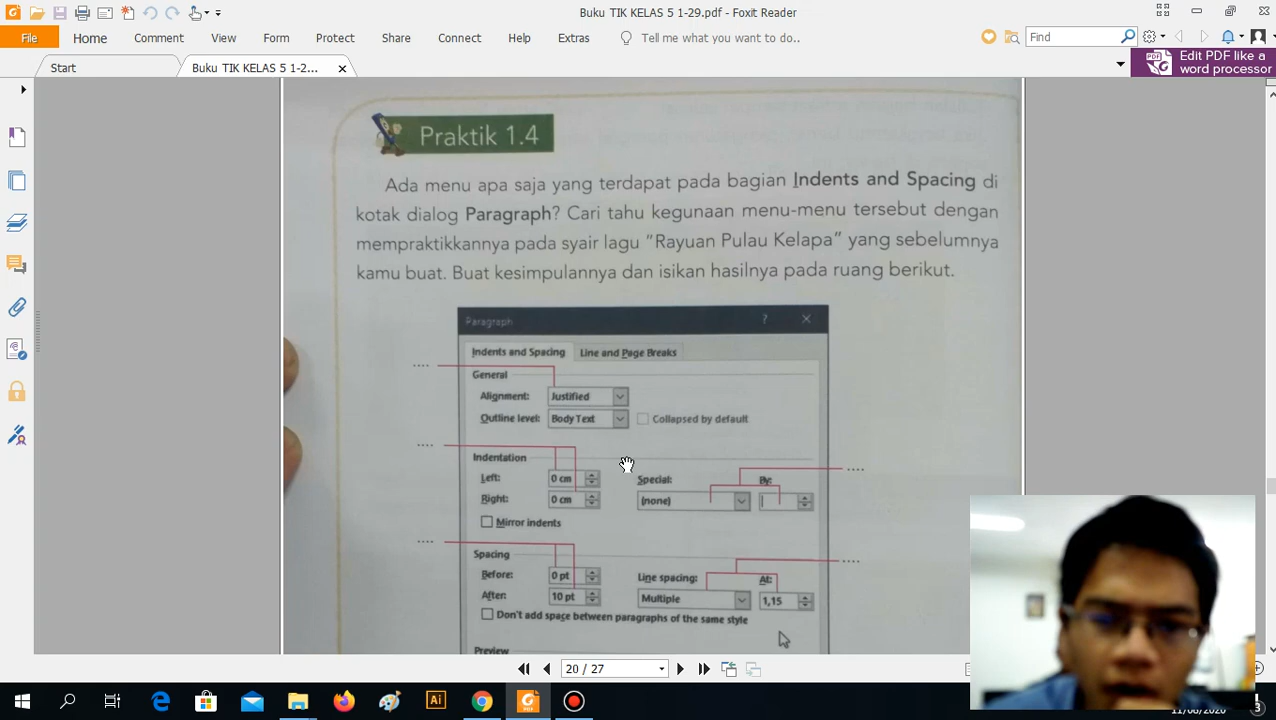 Buku TIK KELAS 5 1-29.pdf - Foxit Reader
File Home Comment View Form Protect Share Connect Help Extras Tell me what you want to do.. Find
Start Buku TIK KELAS 5 1-2... Edit PDF like a
word processor
Praktik 1.4
Ada menu apa saja yang terdapat pada bagian Indents and Spacing di
kotak dialog Paragraph? Cari tahu kegunaan menu-menu tersebut dengan
mempraktikkannya pada syair lagu "Rayuan Pulau Kelapa" yang sebelumnya
kamu buat. Buat kesimpulannya dan isikan hasilnya pada ruang berikut.
Paragraph ?
Indents and Spacing Line and Page Breaks
....
General
Alignment: Justified
Outline level: Body Text Collapsed by default
....
Indentation
....
Left: 0 cm Special: By:
Right: 0 cm (none)
Mirror indents
....
Spacing
....
Before: 0 pt Line spacing: At:
After: 10 pt Multiple 1,15
Don't add space between paragraphs of the same style
Preview
20 / 27
11/08/2020